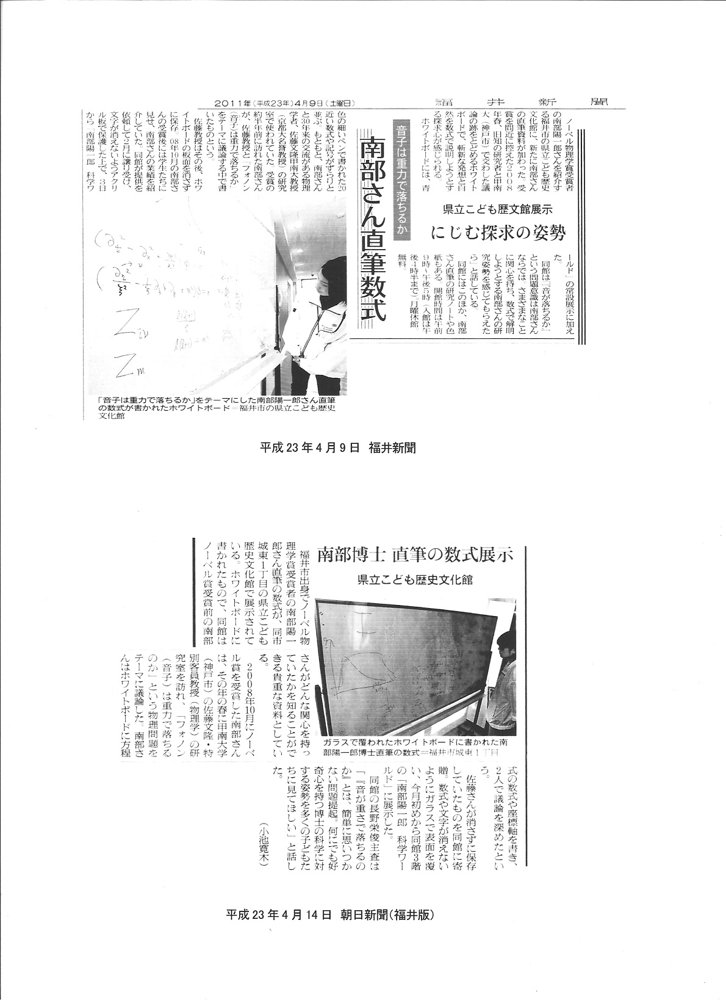 2011年(平成23年)4月9日(土曜日)
福井新聞
県立こども歴文館展示
にじむ探求の姿勢
音子は重力で落ちるか
南部さん直筆数式
ノーベル物理学賞受賞者
の南部陽一郎さんを紹介す
る福井市の県立こども歴史
文化館に、新たに南部さん
の直筆資料が加わった。受
賞を間近に控えた2008
年春、旧知の研究者と甲南
大(神戸市)で交わした議
論の跡をとどめるホワイト
ボードで、斬新な発想と自
然を数式で説明しようとす
る探求心が感じられる。
ホワイトボードには、青
色の細いペンで書かれた20
近い数式や記号がずらりと
並ぶ。もともと、南部さん
と30年来の交流がある物理
学者、佐藤文隆甲南大教授
(京都大名誉教授)の研究
室で使われていた。受賞の
約半年前に訪れた南部さん
が、佐藤教授と「フォノン
(音子)は重力で落ちるか」
をテーマに議論する中で書
いたものという。
佐藤教授はその後、ホワ
イトボードの板面を消さず
に保存。08年10月の南部さ
んの受賞後には学生たちに
見せ、南部さんの業績を紹
介していた。同館が提供を
依頼して2月に譲り受け、
文字が消えないようアクリ
ル板で保護した上で、3日
から「南部陽一郎 科学ワ
ールド」の常設展示に加え
た。
同館は『音が落ちるか』
という問題意識は南部さん
ならでは。さまざまなこと
に関心を持ち、数式で解明
しようとする南部さんの研
究姿勢を感じてもらえた
ら」と話している。
同館にはこのほか、南部
さん直筆の研究ノートや色
紙もある。開館時間は午前
9時~午後5時(入館は午
後4時半まで)。月曜休館
無料。
「音子は重力で落ちるか」をテーマにした南部陽一郎さん直筆
の数式が書かれたホワイトボード=福井市の県立こども歴史
文化館
平成23年4月9日 福井新聞
南部博士 直筆の数式展示
県立こども歴史文化館
福井市出身でノーベル物
理学賞受賞者の南部陽一
郎さん直筆の数式が、同市
城東1丁目の県立こども
歴史文化館で展示されて
いる。ホワイトボードに
書かれたもので、同館は
ノーベル賞受賞前の南部
さんがどんな関心を持っ
ていたかを知ることがで
きる貴重な資料としてい
る。
2008年10月にノーベ
ル賞を受賞した南部さん
は、その年の春に甲南大学
(神戸市)の佐藤文隆・特
別客員教授(物理学)の研
究室を訪れ、「フォノン
(音子)は重力で落ちる
のか」という物理問題を
テーマに議論した。南部さ
んはホワイトボードに方程
式の数式や座標軸を書き、
2人で議論を深めたとい
う。
佐藤さんが消さずに保存
していたものを同館に寄
贈。数式や文字が消えない
ようにガラスで表面を覆
い、今月初めから同館3階
の「南部陽一郎 科学ワー
ルド」に展示した。
同館の長野栄俊主査は
「『音が重さで落ちるの
か』とは、簡単に思いつか
ない問題提起。何にでも好
奇心を持つ博士の科学に対
する姿勢を多くの子どもた
ちに見てほしい」と話し
た。
(小池寛木)
ガラスで覆われたホワイトボードに書かれた南
部陽一郎博士直筆の数式=福井市城東1丁目
平成23年4月14日 朝日新聞(福井版)